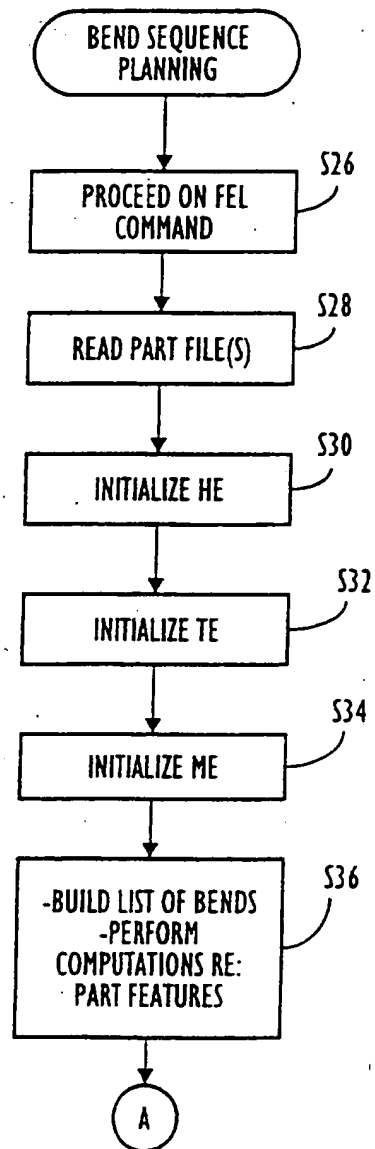 BEND SEQUENCE
PLANNING
S26
PROCEED ON FEL
COMMAND
S28
READ PART FILE(S)
S30
INITIALIZE HE
S32
INITIALIZE TE
S34
INITIALIZE ME
S36
-BUILD LIST OF BENDS
-PERFORM
COMPUTATIONS RE:
PART FEATURES
A